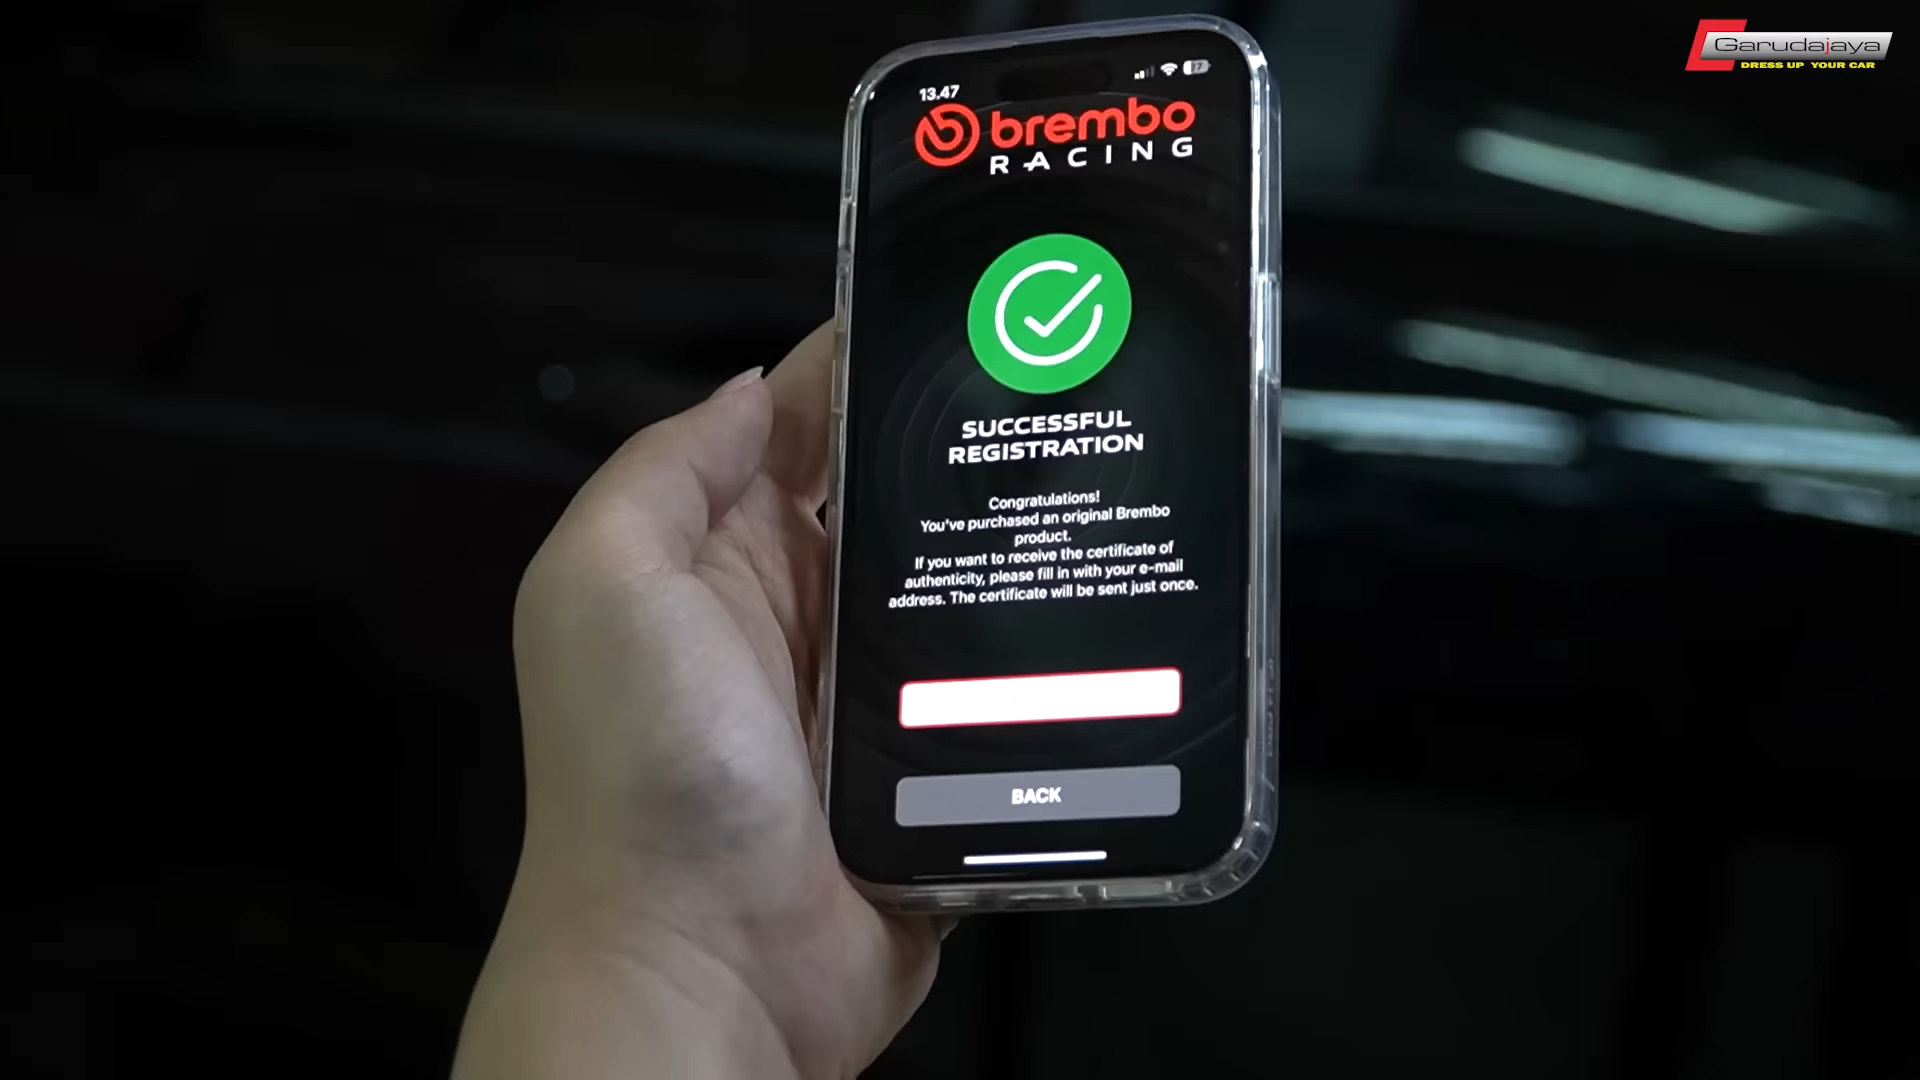 Garudajaya
DRESS UP YOUR CAR
13.47
77
brembo
RACING
SUCCESSFUL
REGISTRATION
Congratulations!
You've purchased an original Brembo
product.
If you want to receive the certificate of
authenticity, please fill in with your e-mail
address. The certificate will be sent just once.
BACK